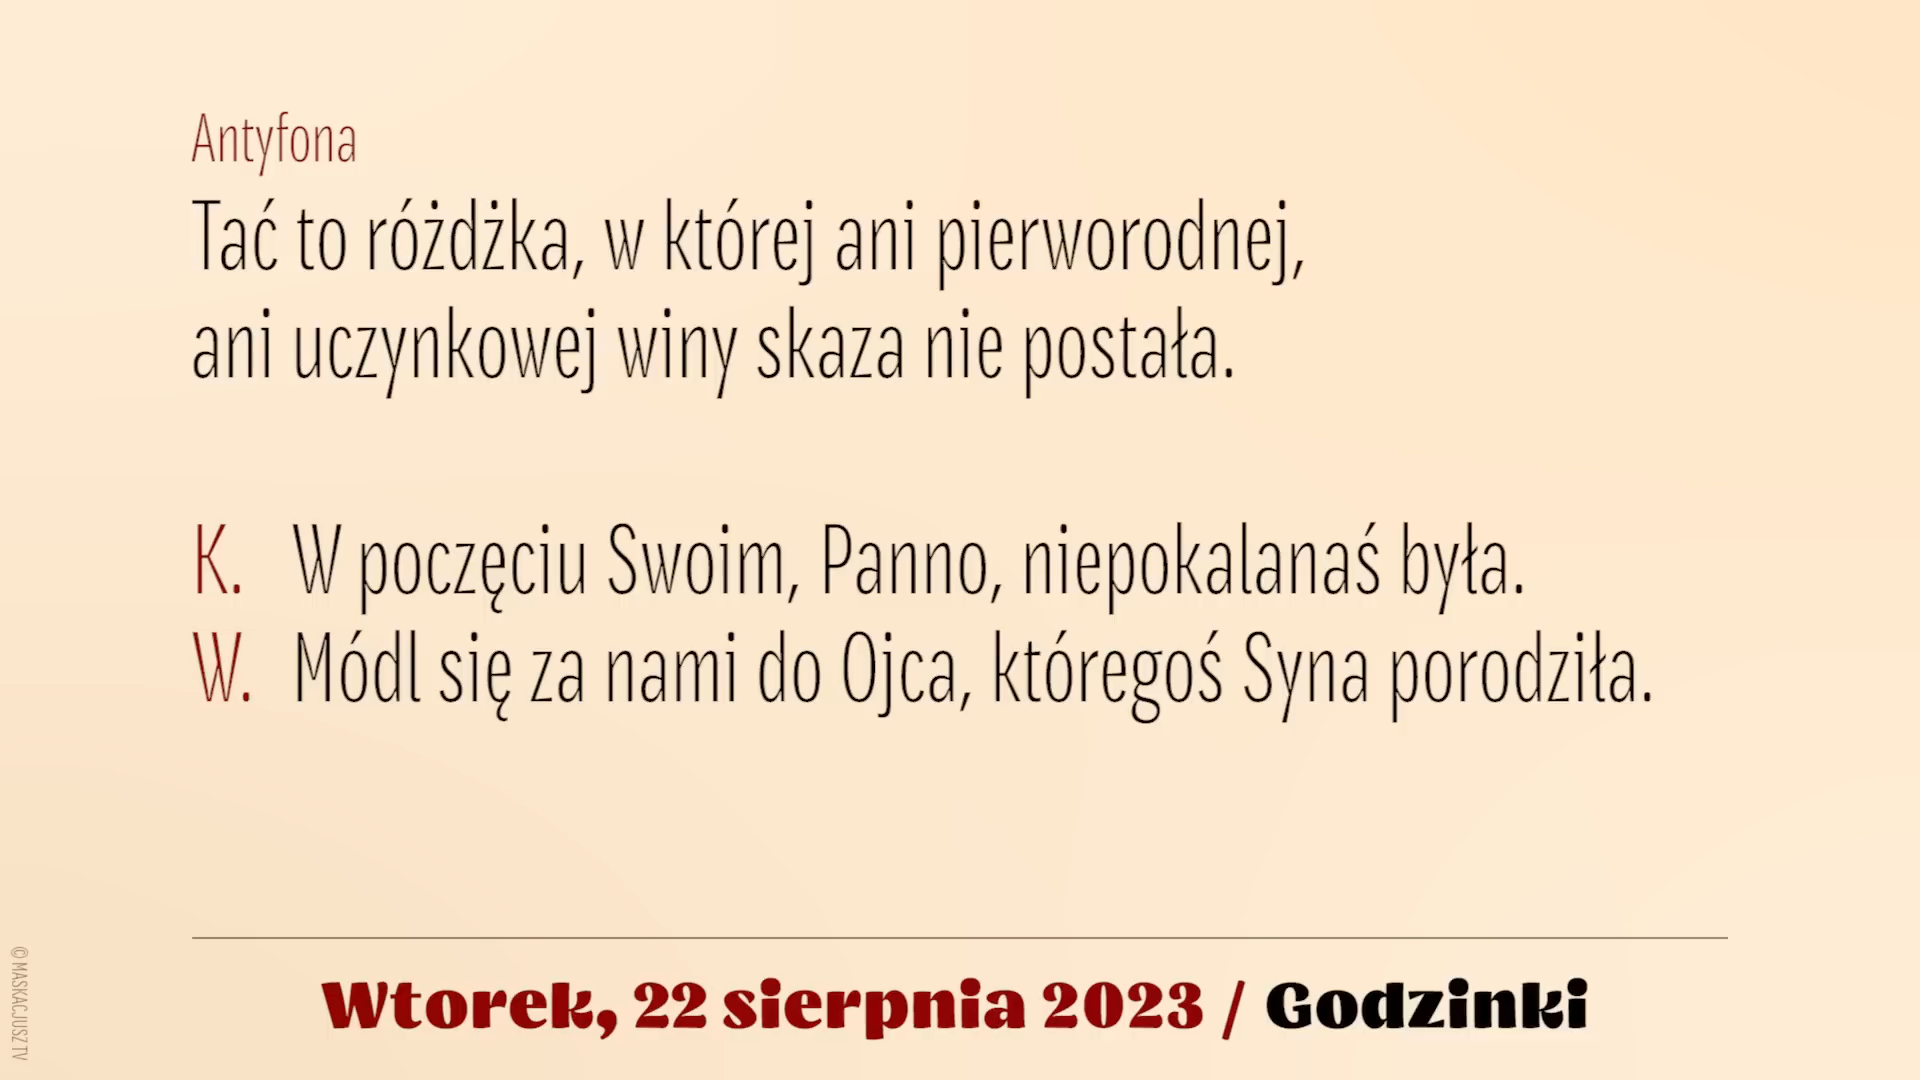 Antyfona
Tać to różdżka, w której ani pierworodnej,
ani uczynkowej winy skaza nie postała.
K. W poczęciu Swoim, Panno, niepokalanaś była.
W. Módl się za nami do Ojca, któregoś Syna porodziła.
Wtorek, 22 sierpnia 2023 / Godzinki
© MASKACJUSZ TV